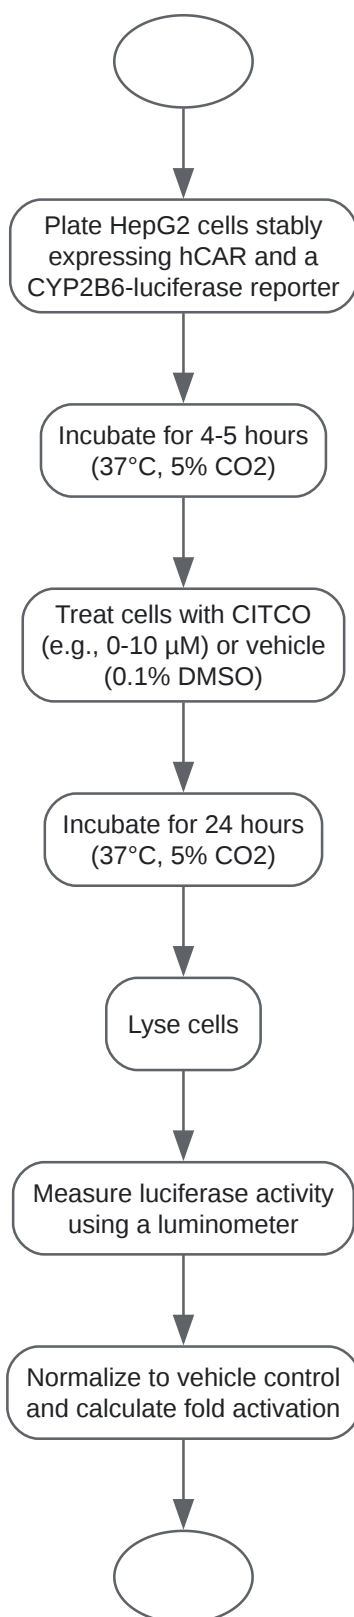 Plate HepG2 cells stably
expressing hCAR and a
CYP2B6-luciferase reporter
Incubate for 4-5 hours
(37°C, 5% CO2)
Treat cells with CITCO
(e.g., 0-10 µM) or vehicle
(0.1% DMSO)
Incubate for 24 hours
(37°C, 5% CO2)
Lyse cells
Measure luciferase activity
using a luminometer
Normalize to vehicle control
and calculate fold activation